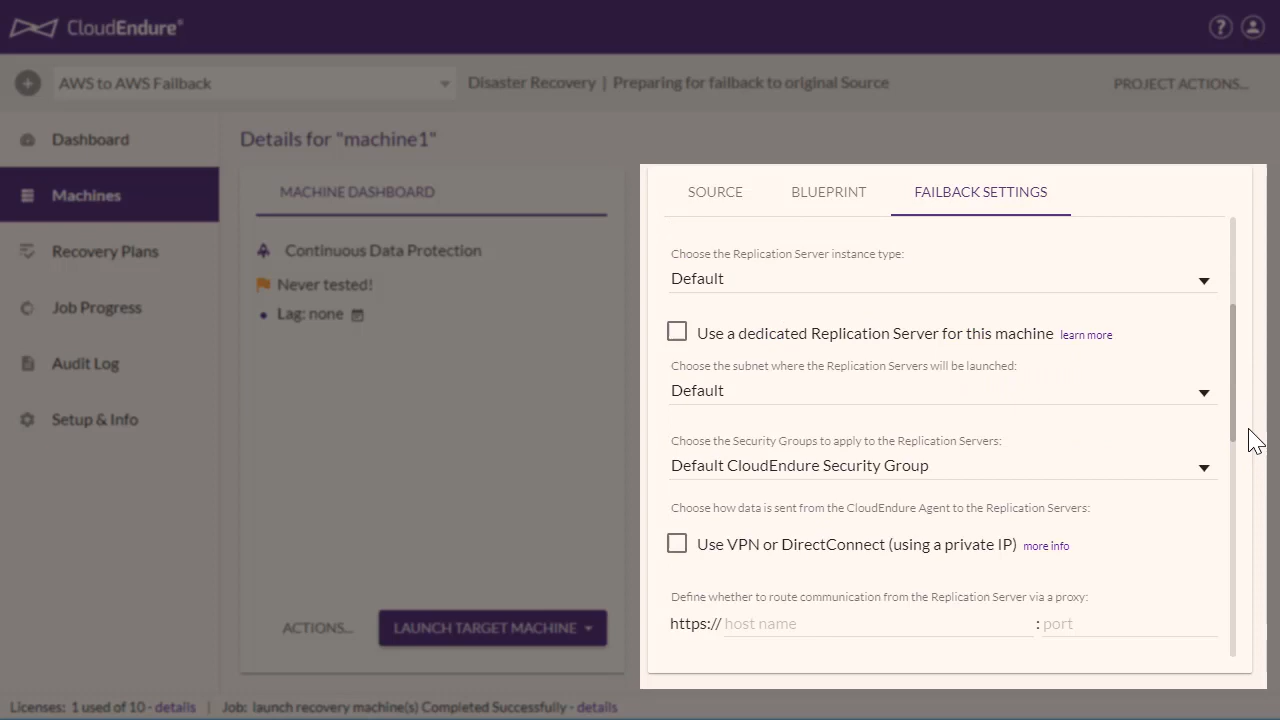 CloudEndure®
AWS to AWS Failback
Disaster Recovery | Preparing for failback to original Source
PROJECT ACTIONS...
Dashboard
Machines
Recovery Plans
Job Progress
Audit Log
Setup & Info
Details for "machine1"
MACHINE DASHBOARD
Continuous Data Protection
Never tested!
Lag: none
ACTIONS...
LAUNCH TARGET MACHINE
SOURCE
BLUEPRINT
FAILBACK SETTINGS
Choose the Replication Server instance type:
Default
Use a dedicated Replication Server for this machine learn more
Choose the subnet where the Replication Servers will be launched:
Default
Choose the Security Groups to apply to the Replication Servers:
Default CloudEndure Security Group
Choose how data is sent from the CloudEndure Agent to the Replication Servers:
Use VPN or DirectConnect (using a private IP) more info
Define whether to route communication from the Replication Server via a proxy:
https:// host name : port
Licenses: 1 used of 10 - details | Job: launch recovery machine(s) Completed Successfully - details